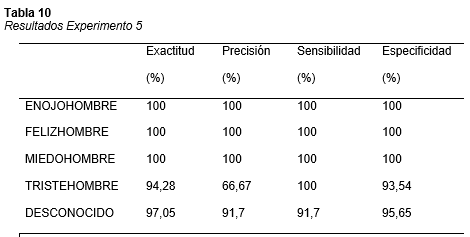 Tabla 10
Resultados Experimento 5
Exactitud Precisión Sensibilidad Especificidad
(%) (%) (%) (%)
ENOJOHOMBRE 100 100 100 100
FELIZHOMBRE 100 100 100 100
MIEDOHOMBRE 100 100 100 100
TRISTEHOMBRE 94,28 66,67 100 93,54
DESCONOCIDO 97,05 91,7 91,7 95,65